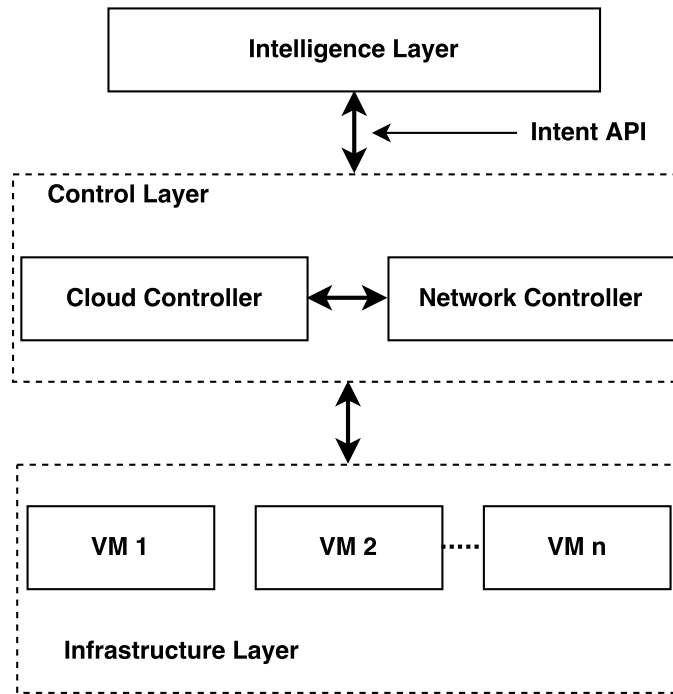 Intelligence Layer
Intent API
Control Layer
Cloud Controller
Network Controller
VM 1
VM 2
VM n
Infrastructure Layer